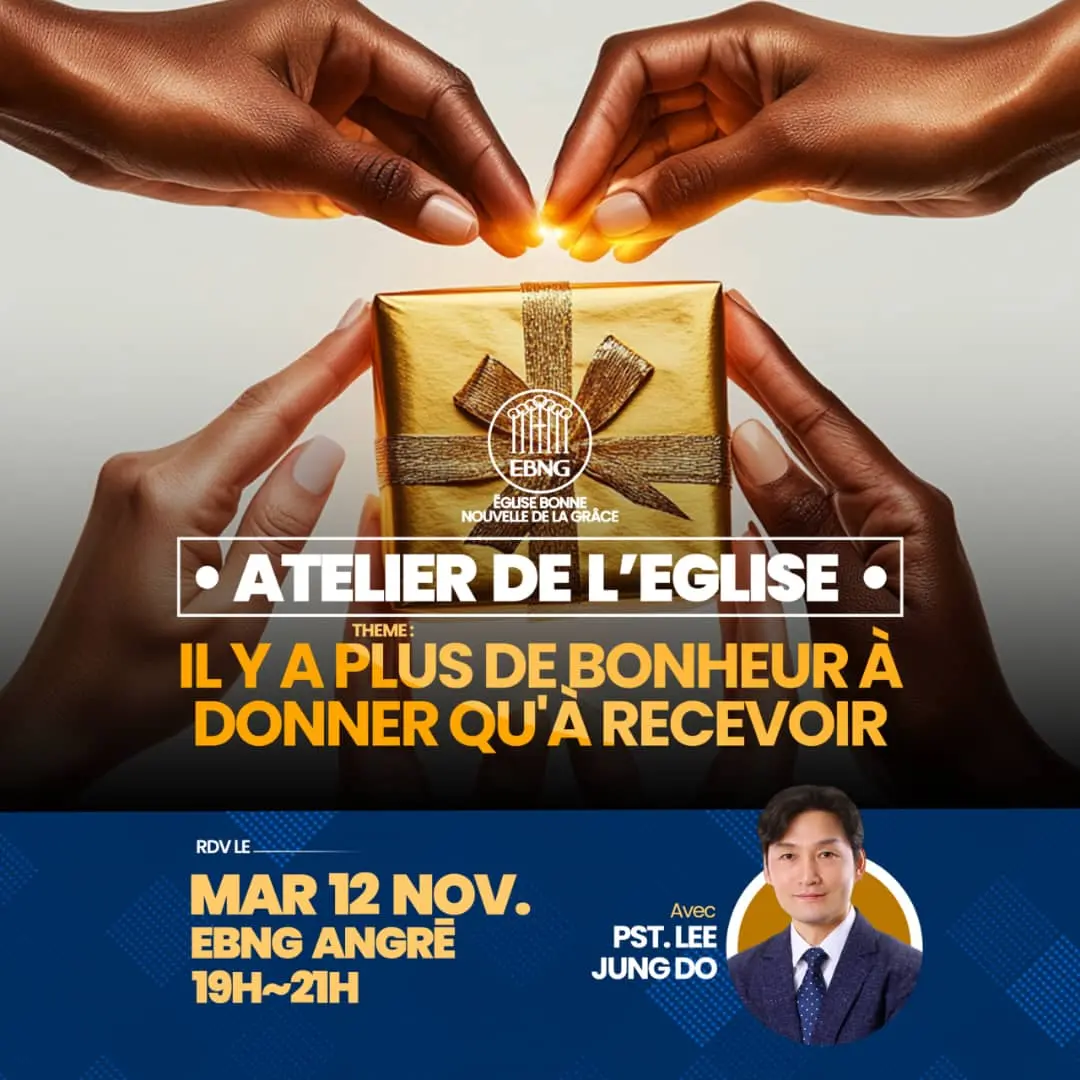 EBNG
ÉGLISE BONNE
NOUVELLE DE LA GRÂCE
• ATELIER DE L'EGLISE •
THEME :
IL Y A PLUS DE BONHEUR À
DONNER QU'À RECEVOIR
RDV LE
MAR 12 NOV.
EBNG ANGRÉ
19H~21H
Avec
PST. LEE
JUNG DO